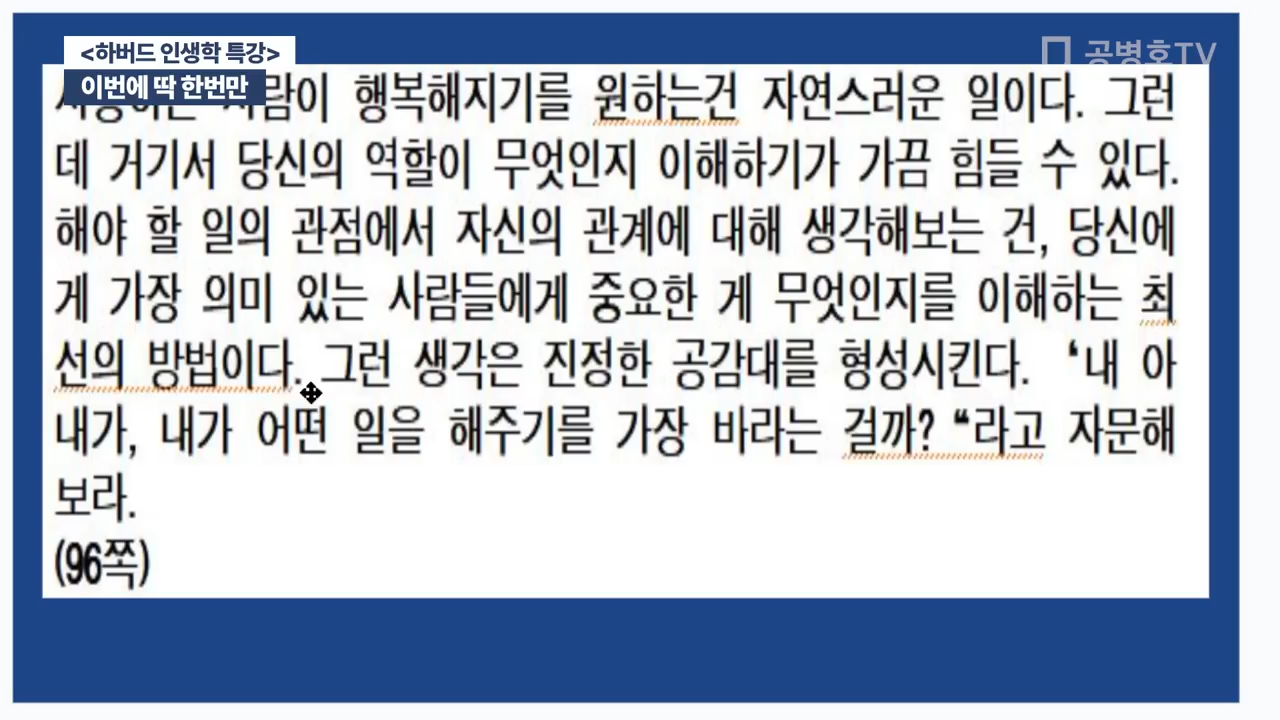 <하버드 인생학 특강>
이번에 딱 한번만
공병호TV
행복해지기를 원하는건 자연스러운 일이다. 그런
데 거기서 당신의 역할이 무엇인지 이해하기가 가끔 힘들 수 있다.
해야 할 일의 관점에서 자신의 관계에 대해 생각해보는 건, 당신에
게 가장 의미 있는 사람들에게 중요한 게 무엇인지를 이해하는 최
선의 방법이다. 그런 생각은 진정한 공감대를 형성시킨다. ‘내 아
내가, 내가 어떤 일을 해주기를 가장 바라는 걸까? “라고 자문해
보라.
(96쪽)